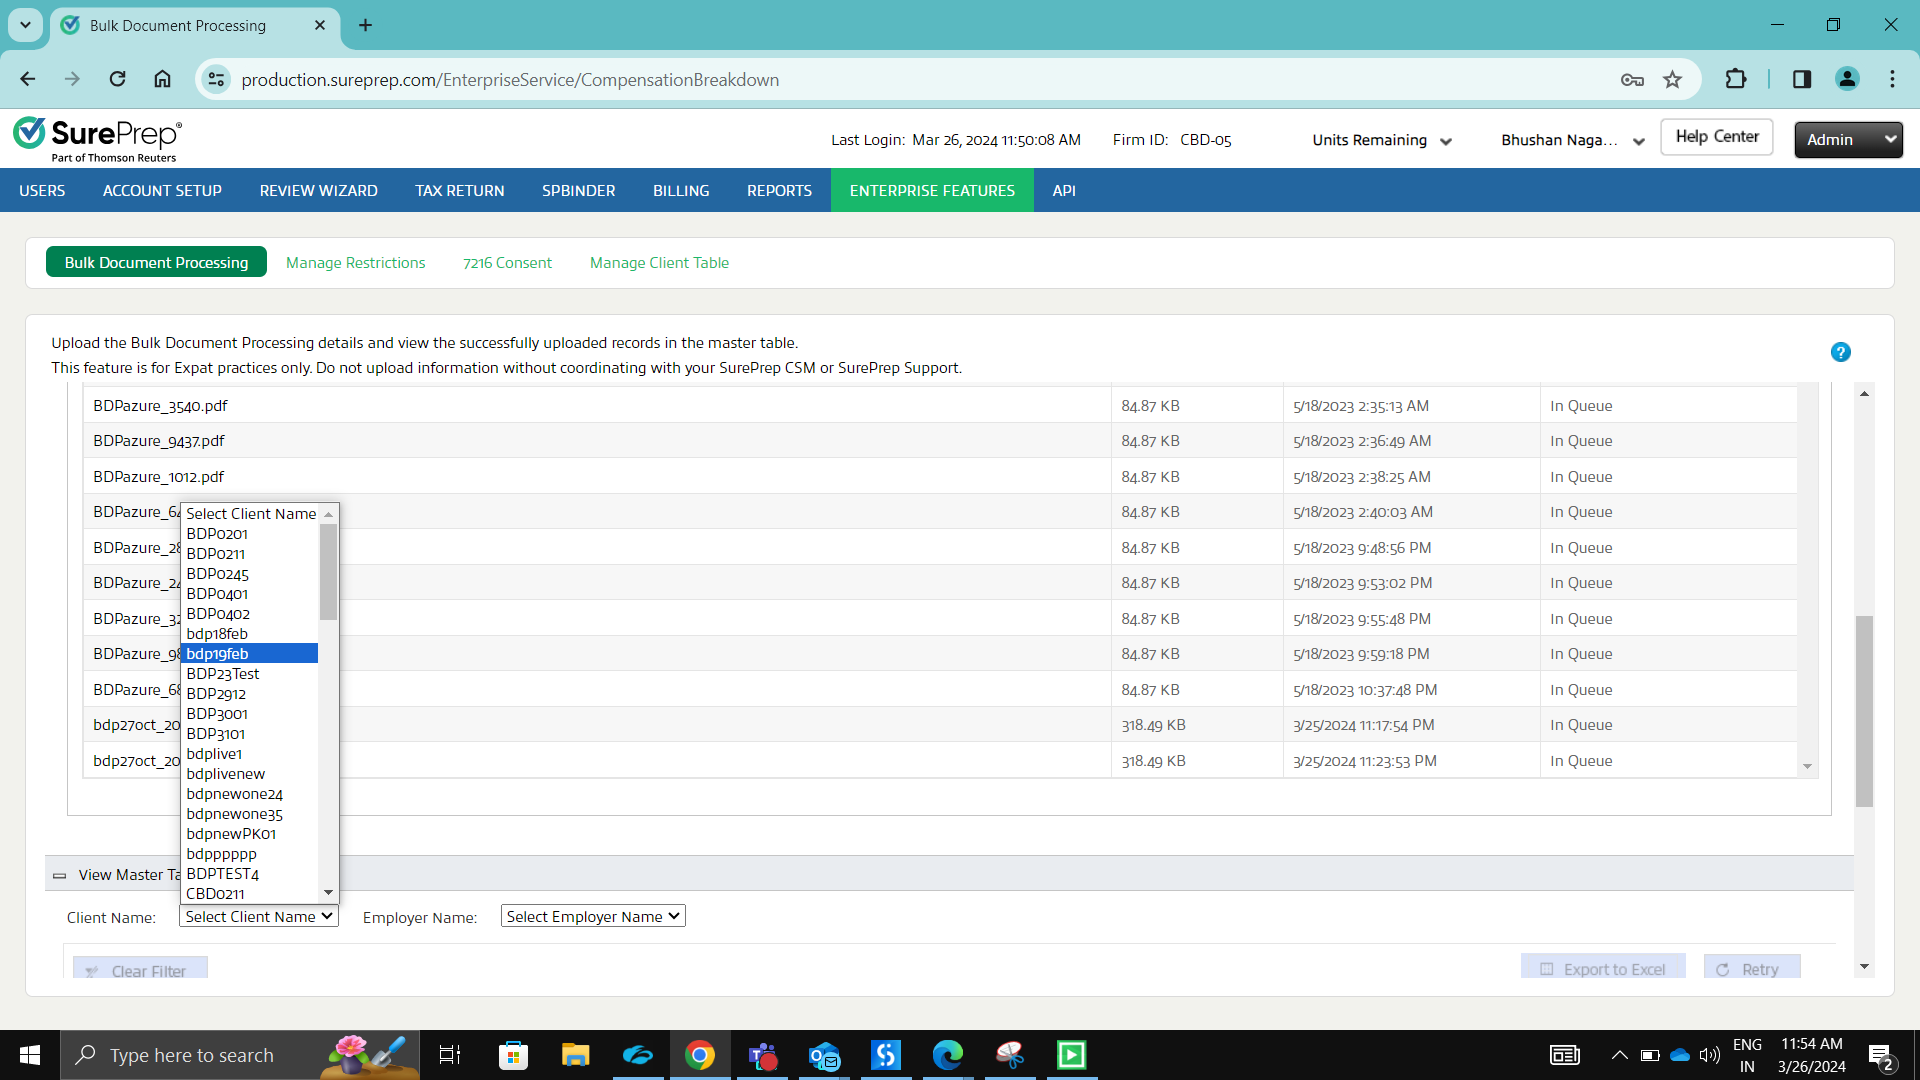 Bulk Document Processing
production.sureprep.com/EnterpriseService/CompensationBreakdown
SurePrep®
Part of Thomson Reuters
Last Login: Mar 26, 2024 11:50:08 AM
Firm ID: CBD-05
Units Remaining
Bhushan Naga...
Help Center
Admin
USERS
ACCOUNT SETUP
REVIEW WIZARD
TAX RETURN
SPBINDER
BILLING
REPORTS
ENTERPRISE FEATURES
API
Bulk Document Processing
Manage Restrictions
7216 Consent
Manage Client Table
Upload the Bulk Document Processing details and view the successfully uploaded records in the master table.
This feature is for Expat practices only. Do not upload information without coordinating with your SurePrep CSM or SurePrep Support.
?
BDPazure_3540.pdf 84.87 KB 5/18/2023 2:35:13 AM In Queue
BDPazure_9437.pdf 84.87 KB 5/18/2023 2:36:49 AM In Queue
BDPazure_1012.pdf 84.87 KB 5/18/2023 2:38:25 AM In Queue
BDPazure_64 84.87 KB 5/18/2023 2:40:03 AM In Queue
BDPazure_28 84.87 KB 5/18/2023 9:48:56 PM In Queue
BDPazure_24 84.87 KB 5/18/2023 9:53:02 PM In Queue
BDPazure_32 84.87 KB 5/18/2023 9:55:48 PM In Queue
BDPazure_98 84.87 KB 5/18/2023 9:59:18 PM In Queue
BDPazure_68 84.87 KB 5/18/2023 10:37:48 PM In Queue
bdp27oct_20 318.49 KB 3/25/2024 11:17:54 PM In Queue
bdp27oct_20 318.49 KB 3/25/2024 11:23:53 PM In Queue
Select Client Name
BDP0201
BDP0211
BDP0245
BDP0401
BDP0402
bdp18feb
bdp19feb
BDP23Test
BDP2912
BDP3001
BDP3101
bdplive1
bdplivenew
bdpnewone24
bdpnewone35
bdpnewPK01
bdpppppp
BDPTEST4
CBD0211
View Master Ta
Client Name: Select Client Name
Employer Name: Select Employer Name
Clear Filter
Export to Excel
Retry
Type here to search
ENG
IN
11:54 AM
3/26/2024
2